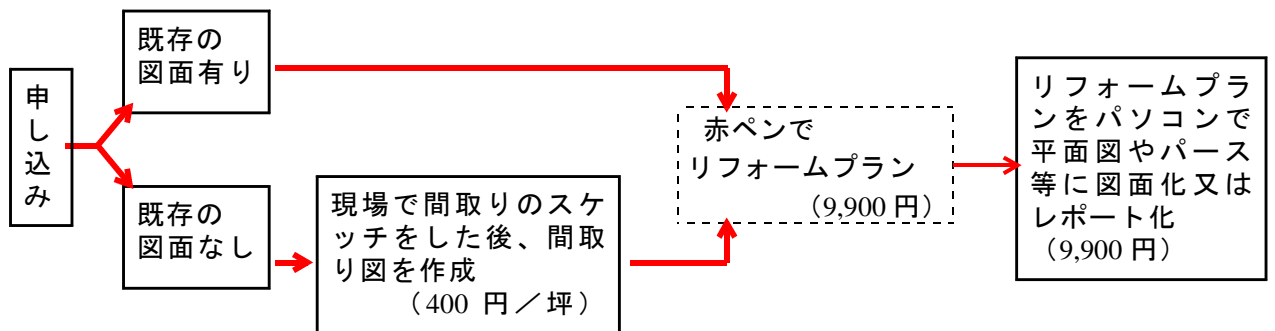 申
し
込
み
既存の
図面有り
既存の
図面なし
現場で間取りのスケ
ッチをした後、間取
り図を作成
（400 円／坪）
赤ペンで
リフォームプラン
（9,900 円）
リフォームプラ
ンをパソコンで
平面図やパース
等に図面化又は
レポート化
（9,900 円）